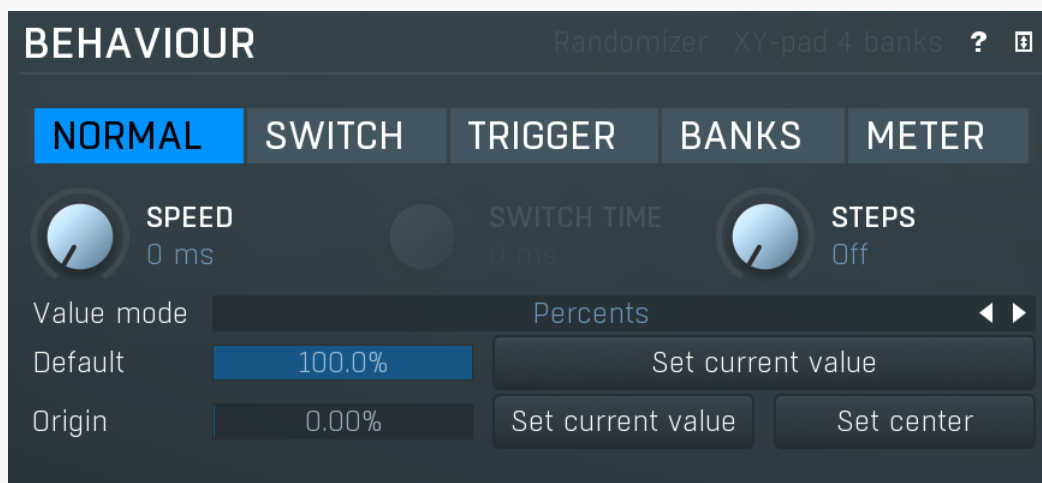 BEHAVIOUR Randomizer XY-pad 4 banks ?
NORMAL SWITCH TRIGGER BANKS METER
SPEED SWITCH TIME STEPS
0 ms 0 ms Off
Value mode Percents
Default 100.0% Set current value
Origin 0.00% Set current value Set center